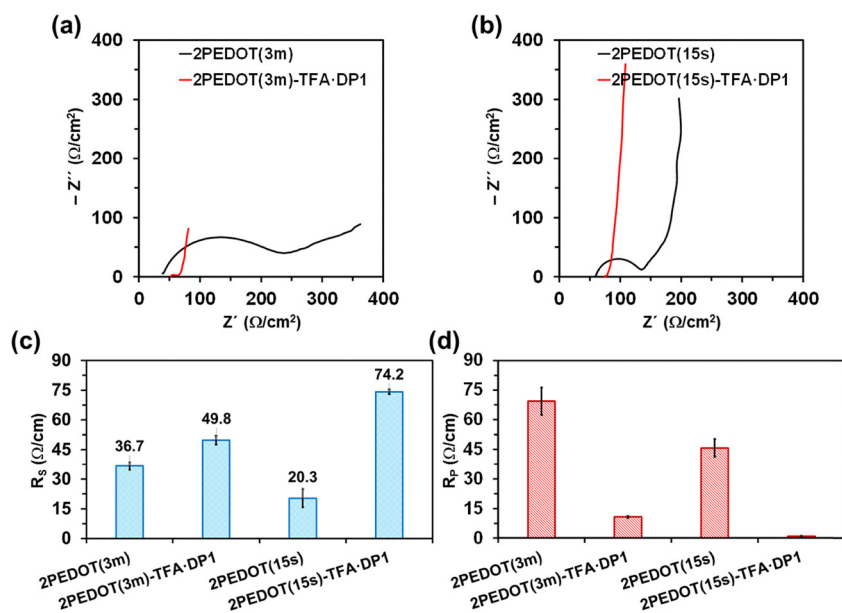 (a)
400
300
200
100
0
2PEDOT(3m)
2PEDOT(3m)-TFA·DP1
− Z´´ (Ω/cm²)
0 100 200 300 400
Z´ (Ω/cm²)
(b)
400
300
200
100
0
2PEDOT(15s)
2PEDOT(15s)-TFA·DP1
− Z´´ (Ω/cm²)
0 100 200 300 400
Z´ (Ω/cm²)
(c)
90
75
60
45
30
15
0
R_S (Ω/cm)
36.7
49.8
20.3
74.2
2PEDOT(3m)
2PEDOT(3m)-TFA·DP1
2PEDOT(15s)
2PEDOT(15s)-TFA·DP1
(d)
90
75
60
45
30
15
0
R_P (Ω/cm)
2PEDOT(3m)
2PEDOT(3m)-TFA·DP1
2PEDOT(15s)
2PEDOT(15s)-TFA·DP1